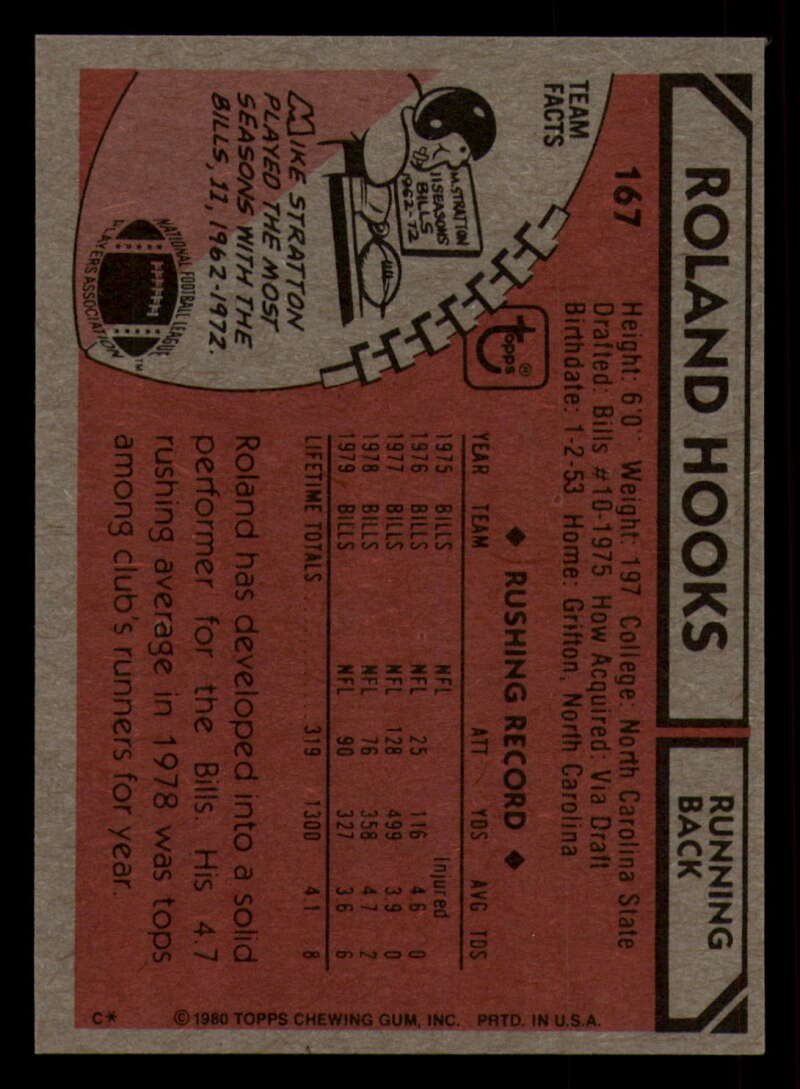 ROLAND HOOKS
RUNNING
BACK
167
Height: 6'0" Weight: 197 College: North Carolina State
Drafted: Bills #10-1975 How Acquired: Via Draft
Birthdate: 1-2-53 Home: Grifton, North Carolina
TEAM
FACTS
M. STRATTON
11 SEASONS
BILLS
1962-72
MIKE STRATTON
PLAYED THE MOST
SEASONS WITH THE
BILLS, 11, 1962-1972.
NATIONAL FOOTBALL LEAGUE
PLAYERS ASSOCIATION™
topps®
◆ RUSHING RECORD ◆
YEAR TEAM ATT YDS AVG TDS
1975 BILLS NFL Injured
1976 BILLS NFL 25 116 4.6 0
1977 BILLS NFL 128 499 3.9 0
1978 BILLS NFL 76 358 4.7 2
1979 BILLS NFL 90 327 3.6 6
LIFETIME TOTALS 319 1300 4.1 8
Roland has developed into a solid
performer for the Bills. His 4.7
rushing average in 1978 was tops
among club's runners for year.
C* ©1980 TOPPS CHEWING GUM, INC. PRTD. IN U.S.A.